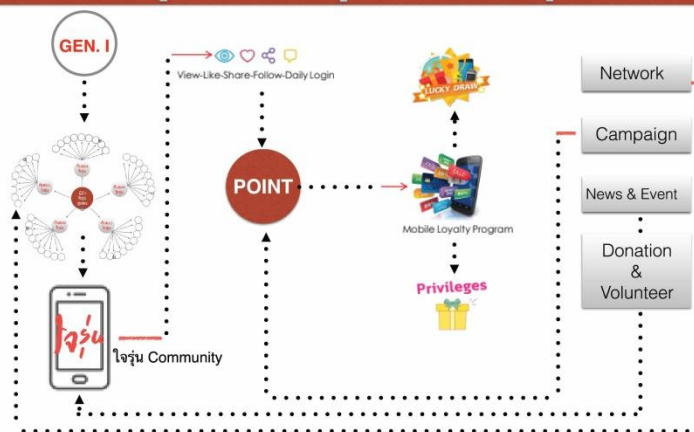 GEN. I
View-Like-Share-Follow-Daily Login
LUCKY DRAW
Network
Campaign
POINT
SALE
News & Event
Mobile Loyalty Program
Donation
&
Volunteer
Privileges
ใจรุ่น
ใจรุ่น Community